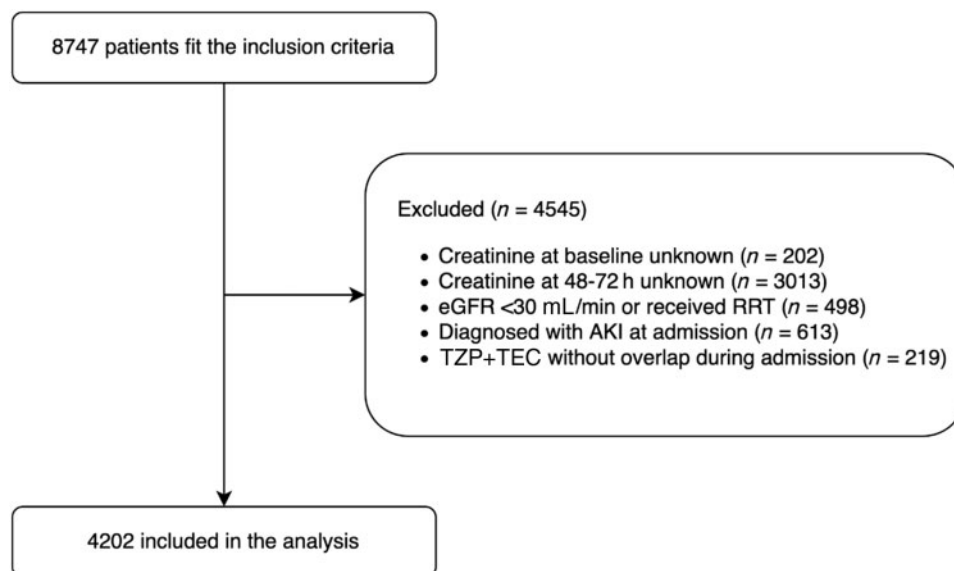 8747 patients fit the inclusion criteria
Excluded (n = 4545)
• Creatinine at baseline unknown (n = 202)
• Creatinine at 48-72 h unknown (n = 3013)
• eGFR <30 mL/min or received RRT (n = 498)
• Diagnosed with AKI at admission (n = 613)
• TZP+TEC without overlap during admission (n = 219)
4202 included in the analysis